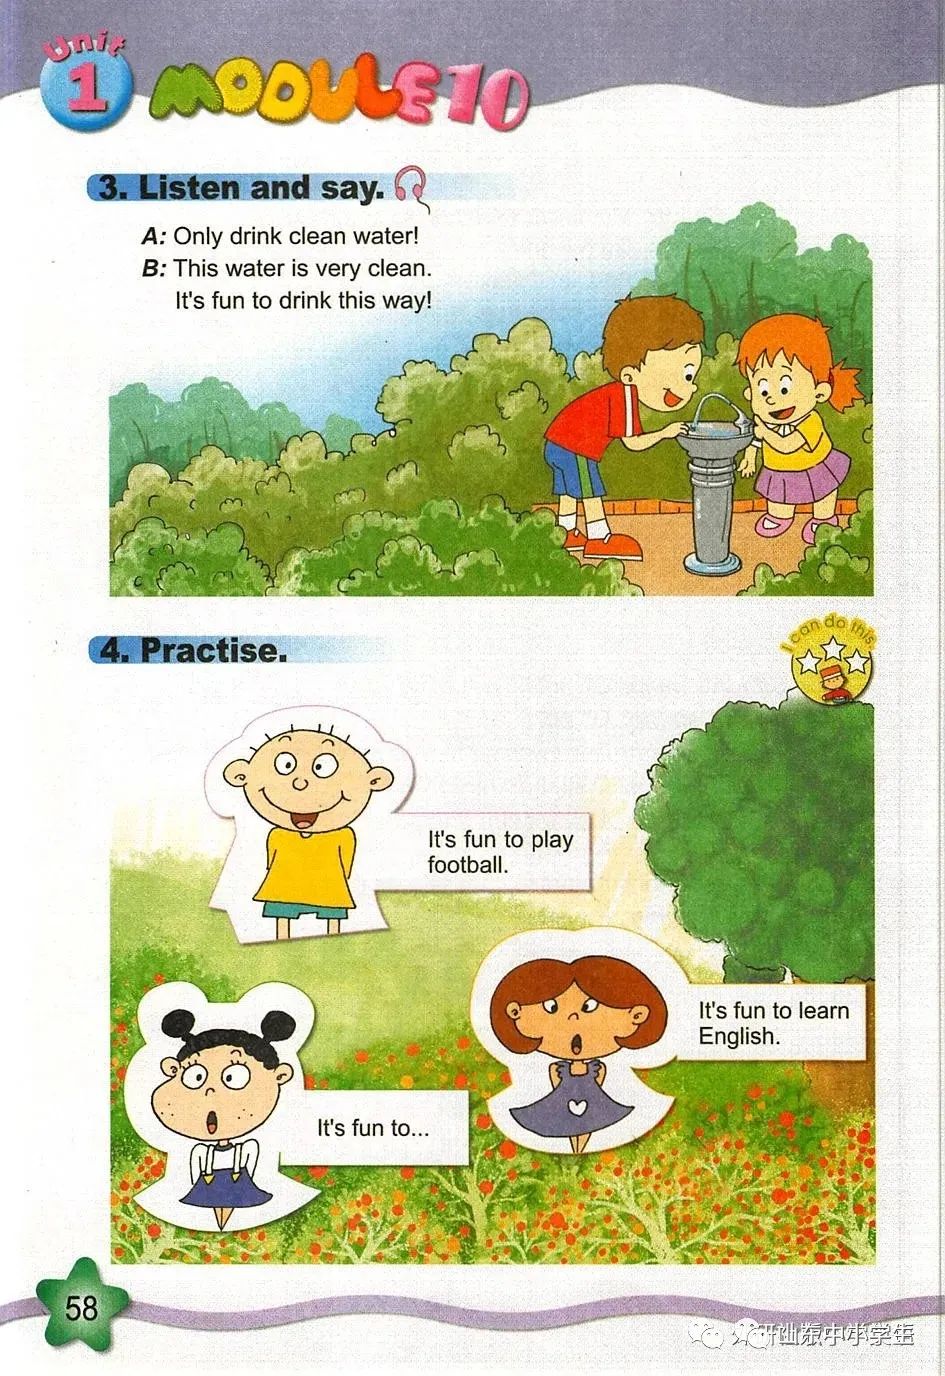 Unit
1 MODULE 10
3. Listen and say.
A: Only drink clean water!
B: This water is very clean.
It's fun to drink this way!
4. Practise.
I can do this
It's fun to play
football.
It's fun to learn
English.
It's fun to...
58